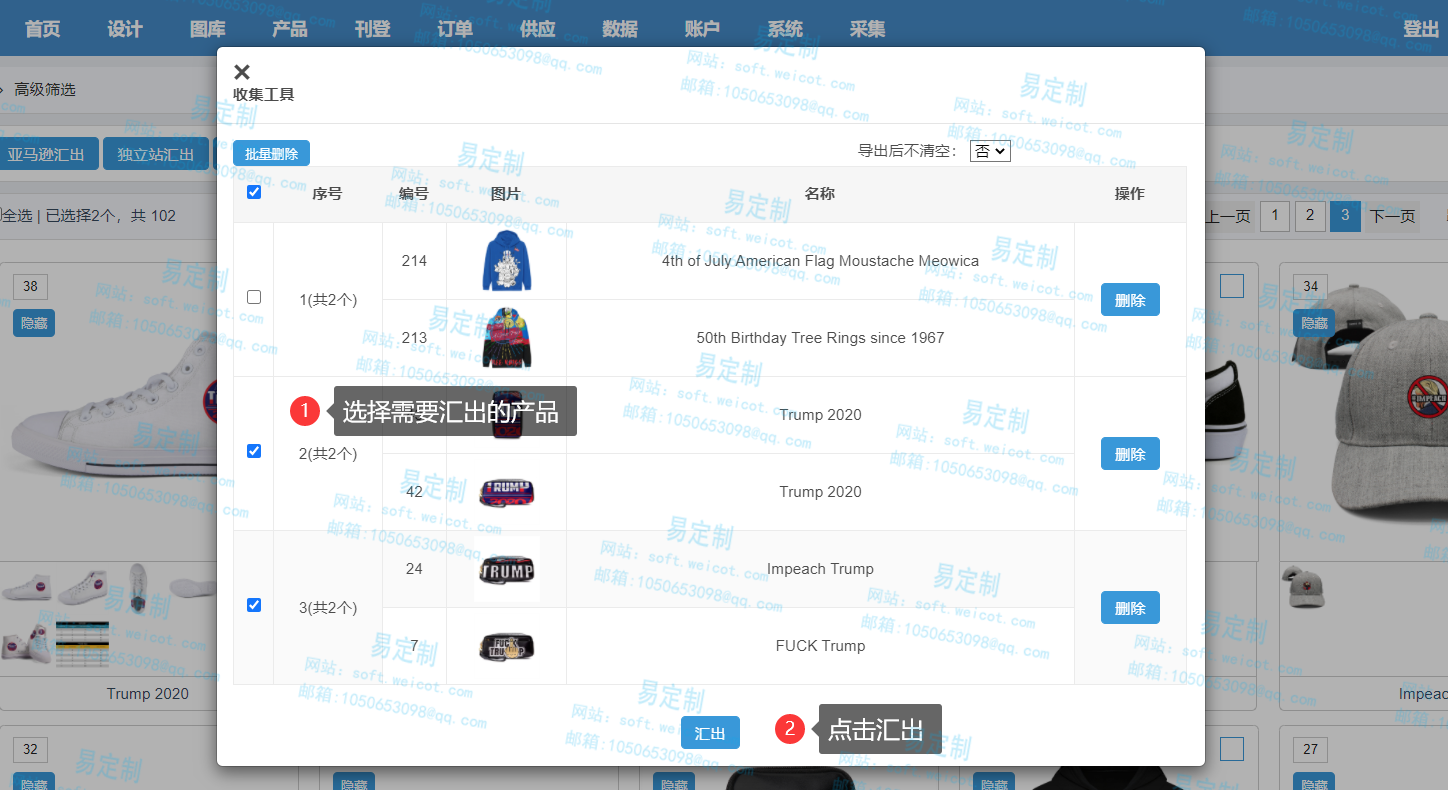 首页 设计 图库 产品 刊登 订单 供应 数据 账户 系统 采集 登出
高级筛选
收集工具
亚马逊汇出 独立站汇出
批量删除 导出后不清空: 否
序号 编号 图片 名称 操作
全选 | 已选择2个，共 102
上一页 1 2 3 下一页
214 4th of July American Flag Moustache Meowica
1(共2个) 删除
213 50th Birthday Tree Rings since 1967
38
隐藏
34
隐藏
1 选择需要汇出的产品
Trump 2020
2(共2个) 删除
42 Trump 2020
24 Impeach Trump
3(共2个) 删除
7 FUCK Trump
Trump 2020
汇出
2 点击汇出
32
隐藏
隐藏
隐藏
隐藏
27
隐藏
易定制
网站：soft.weicot.com
邮箱:1050653098@qq.com